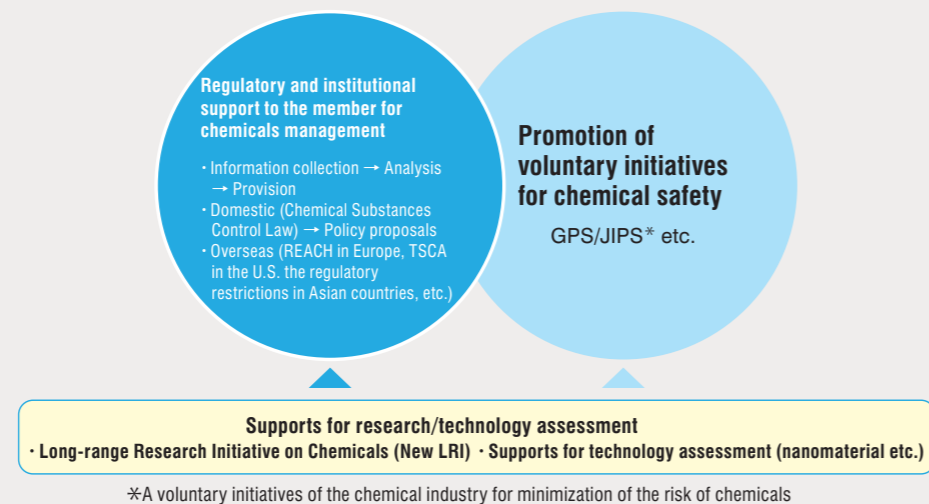 Regulatory and institutional
support to the member for
chemicals management
・Information collection → Analysis
→ Provision
・Domestic (Chemical Substances
Control Law) → Policy proposals
・Overseas (REACH in Europe, TSCA
in the U.S. the regulatory
restrictions in Asian countries, etc.)
Promotion of
voluntary initiatives
for chemical safety
GPS/JIPS* etc.
Supports for research/technology assessment
・Long-range Research Initiative on Chemicals (New LRI) ・Supports for technology assessment (nanomaterial etc.)
*A voluntary initiatives of the chemical industry for minimization of the risk of chemicals